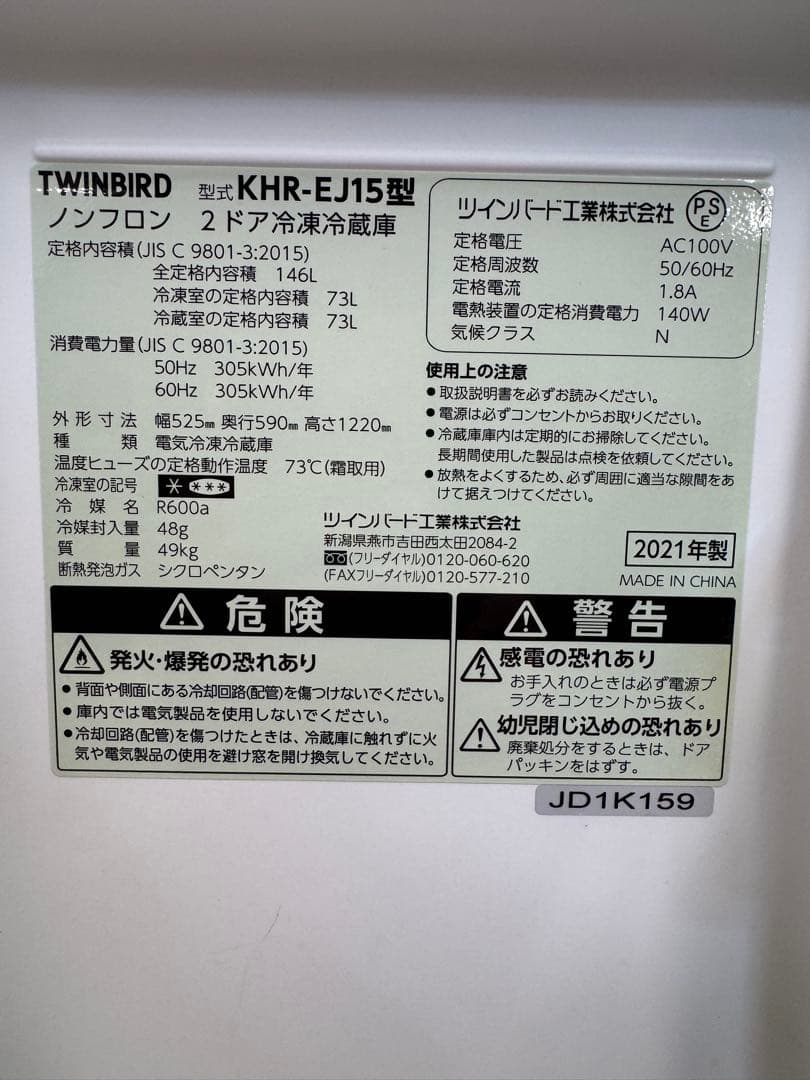 TWINBIRD 型式 KHR-EJ15型
ノンフロン 2ドア冷凍冷蔵庫
定格内容積(JIS C 9801-3:2015)
全定格内容積 146L
冷凍室の定格内容積 73L
冷蔵室の定格内容積 73L
消費電力量(JIS C 9801-3:2015)
50Hz 305kWh/年
60Hz 305kWh/年
外形寸法 幅525mm 奥行590mm 高さ1220mm
種類 電気冷凍冷蔵庫
温度ヒューズの定格動作温度 73℃(霜取用)
冷凍室の記号
冷媒名 R600a
冷媒封入量 48g
質量 49kg
断熱発泡ガス シクロペンタン
ツインバード工業株式会社 PSE
定格電圧 AC100V
定格周波数 50/60Hz
定格電流 1.8A
電熱装置の定格消費電力 140W
気候クラス N
使用上の注意
●取扱説明書を必ずお読みください。
●電源は必ずコンセントからお取りください。
●冷蔵庫庫内は定期的にお掃除してください。
長期間使用した製品は点検を依頼してください。
●放熱をよくするため、必ず周囲に適当な隙間をあ
けて据えつけてください。
ツインバード工業株式会社
新潟県燕市吉田西太田2084-2
(フリーダイヤル)0120-060-620
(FAXフリーダイヤル)0120-577-210
2021年製
MADE IN CHINA
危険
発火・爆発の恐れあり
●背面や側面にある冷却回路(配管)を傷つけないでください。
●庫内では電気製品を使用しないでください。
●冷却回路(配管)を傷つけたときは、冷蔵庫に触れずに火
気や電気製品の使用を避け窓を開け換気してください。
警告
感電の恐れあり
お手入れのときは必ず電源プ
ラグをコンセントから抜く。
幼児閉じ込めの恐れあり
廃棄処分をするときは、ドア
パッキンをはずす。
JD1K159